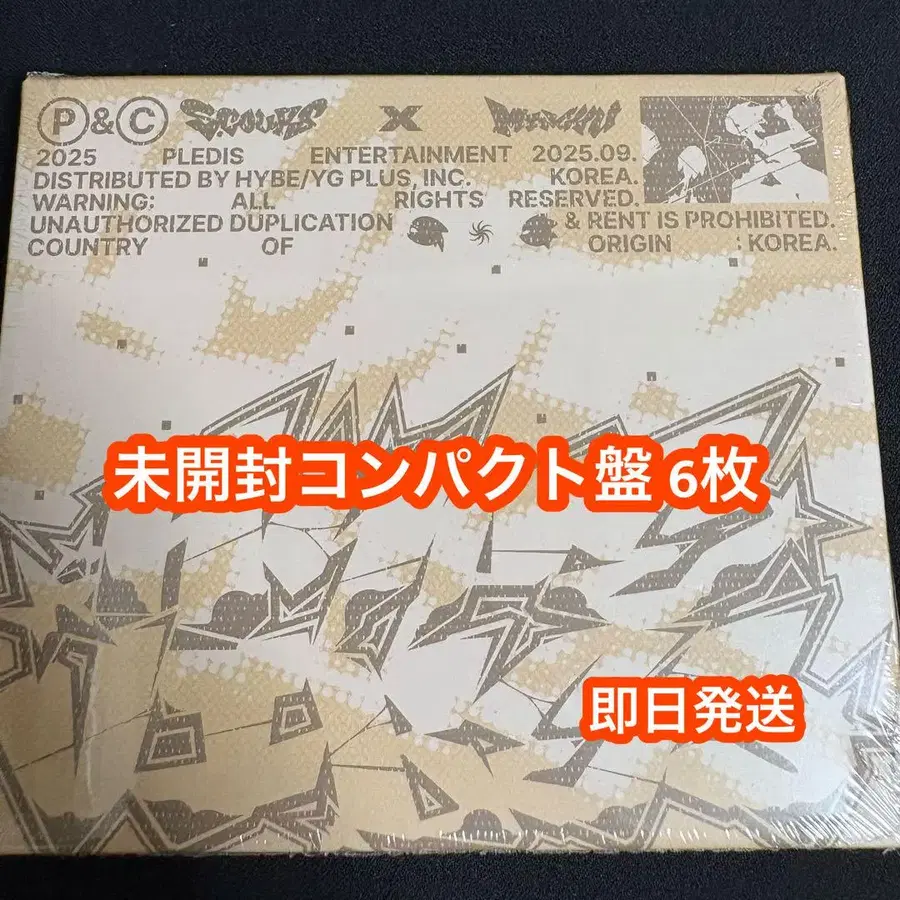 P & C S.COUPS X MINGYU
2025 PLEDIS ENTERTAINMENT 2025.09.
DISTRIBUTED BY HYBE/YG PLUS, INC. KOREA.
WARNING: ALL RIGHTS RESERVED.
UNAUTHORIZED DUPLICATION & RENT IS PROHIBITED.
COUNTRY OF ORIGIN : KOREA.
未開封コンパクト盤 6枚
即日発送